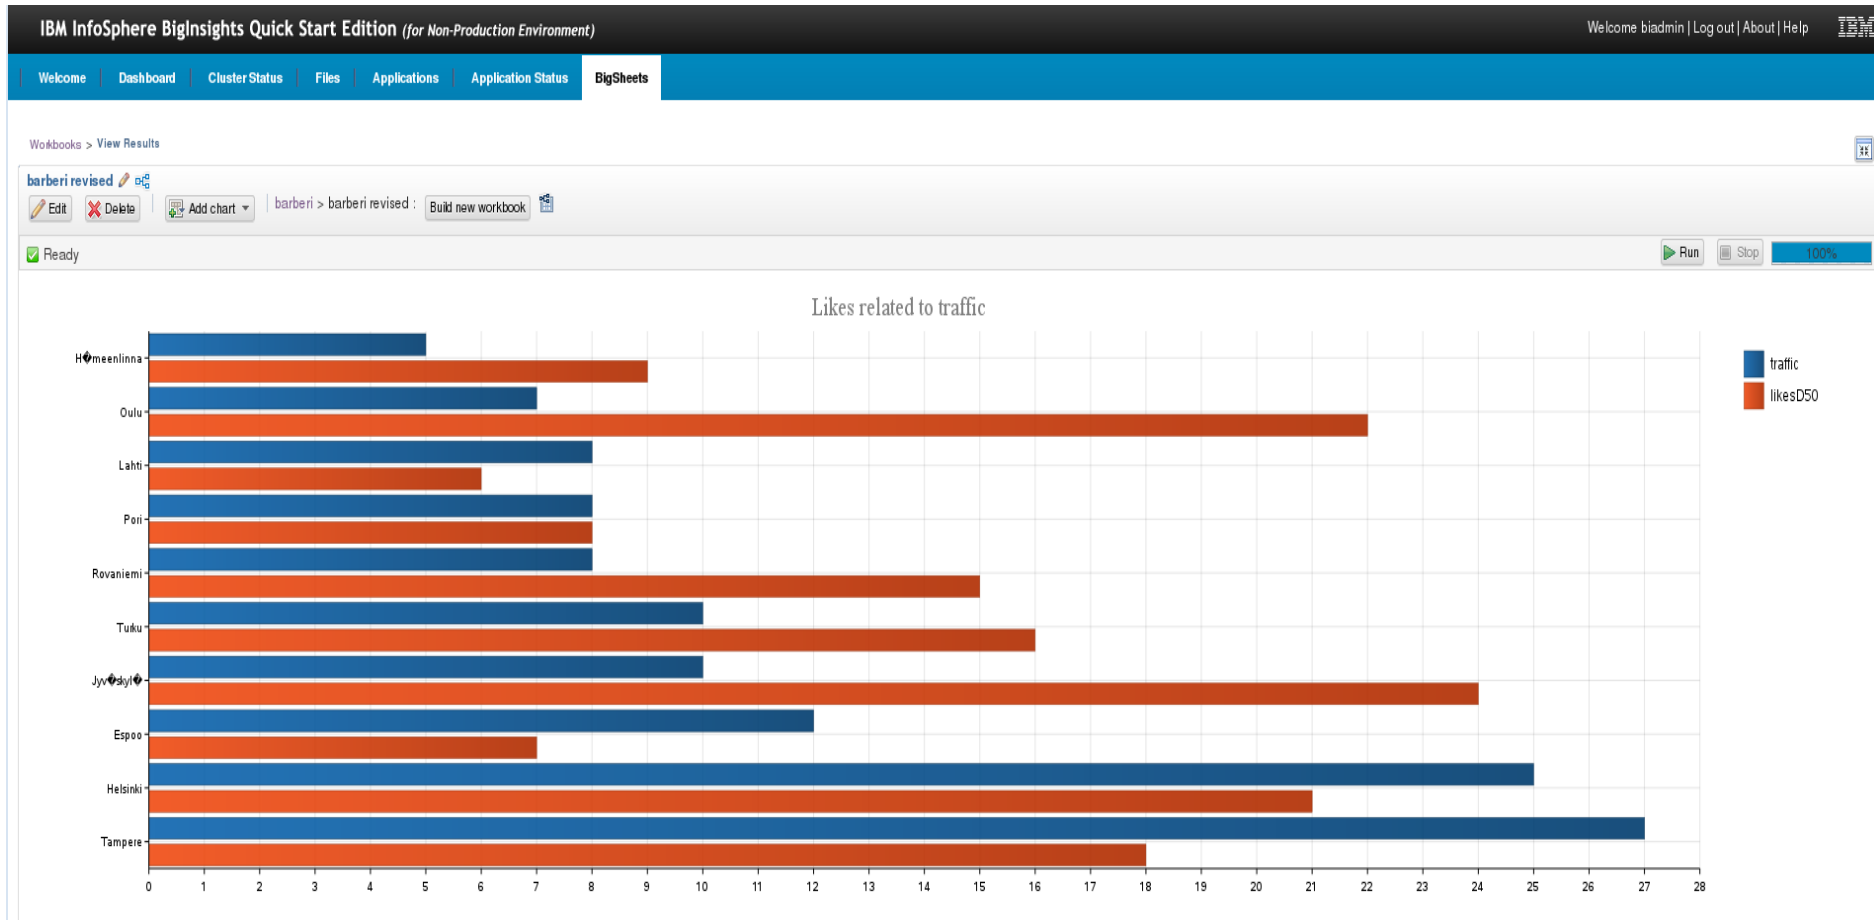 IBM InfoSphere BigInsights Quick Start Edition (for Non-Production Environment)
Welcome biadmin | Log out | About | Help
IBM
Welcome
Dashboard
Cluster Status
Files
Applications
Application Status
BigSheets
Workbooks > View Results
barberi revised
Edit
Delete
Add chart
barberi > barberi revised :
Build new workbook
Ready
Run
Stop
100%
Likes related to traffic
H�meenlinna
Oulu
Lahti
Pori
Rovaniemi
Turku
Jyv�skyl�
Espoo
Helsinki
Tampere
traffic
likesD50
0 1 2 3 4 5 6 7 8 9 10 11 12 13 14 15 16 17 18 19 20 21 22 23 24 25 26 27 28